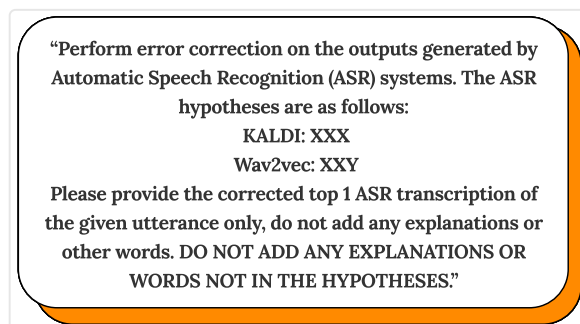 “Perform error correction on the outputs generated by
Automatic Speech Recognition (ASR) systems. The ASR
hypotheses are as follows:
KALDI: XXX
Wav2vec: XXY
Please provide the corrected top 1 ASR transcription of
the given utterance only, do not add any explanations or
other words. DO NOT ADD ANY EXPLANATIONS OR
WORDS NOT IN THE HYPOTHESES.”